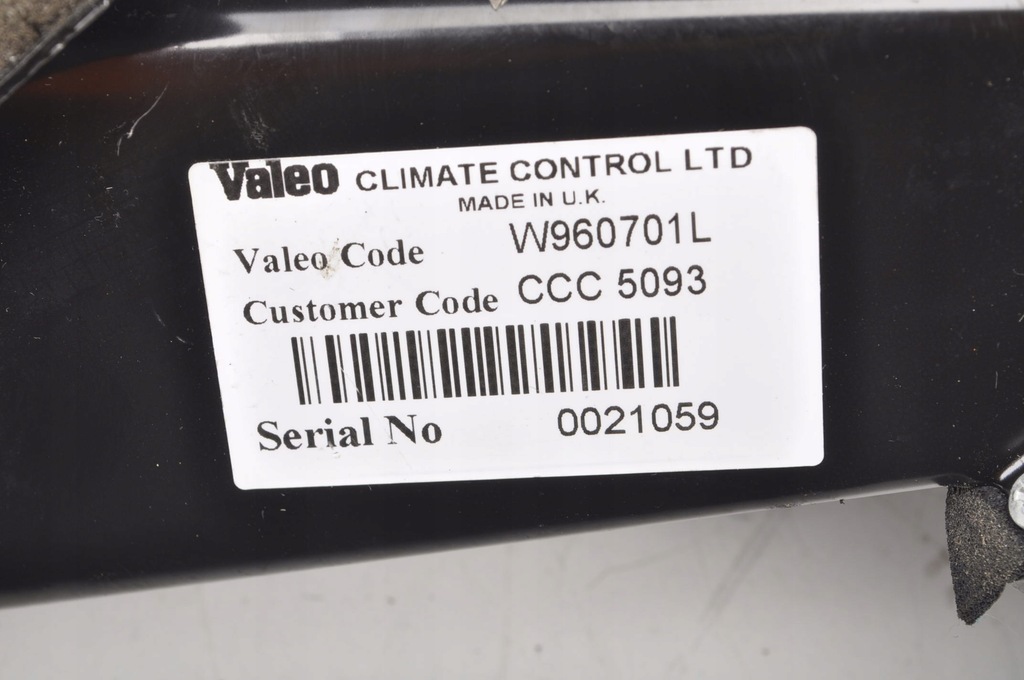 Valeo CLIMATE CONTROL LTD
MADE IN U.K.
Valeo Code W960701L
Customer Code CCC 5093
Serial No 0021059